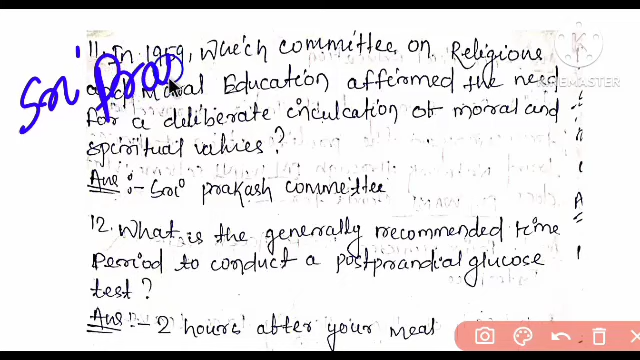 11. In 1959, which committee on Religious
Sri Pra
and Moral Education affirmed the need
for a deliberate inculcation of moral and
spiritual values?
Ans :- Sri Prakash committee
12. What is the generally recommended time
Period to conduct a postprandial glucose
test?
Ans :- 2 hours after your meal
KINEMASTER